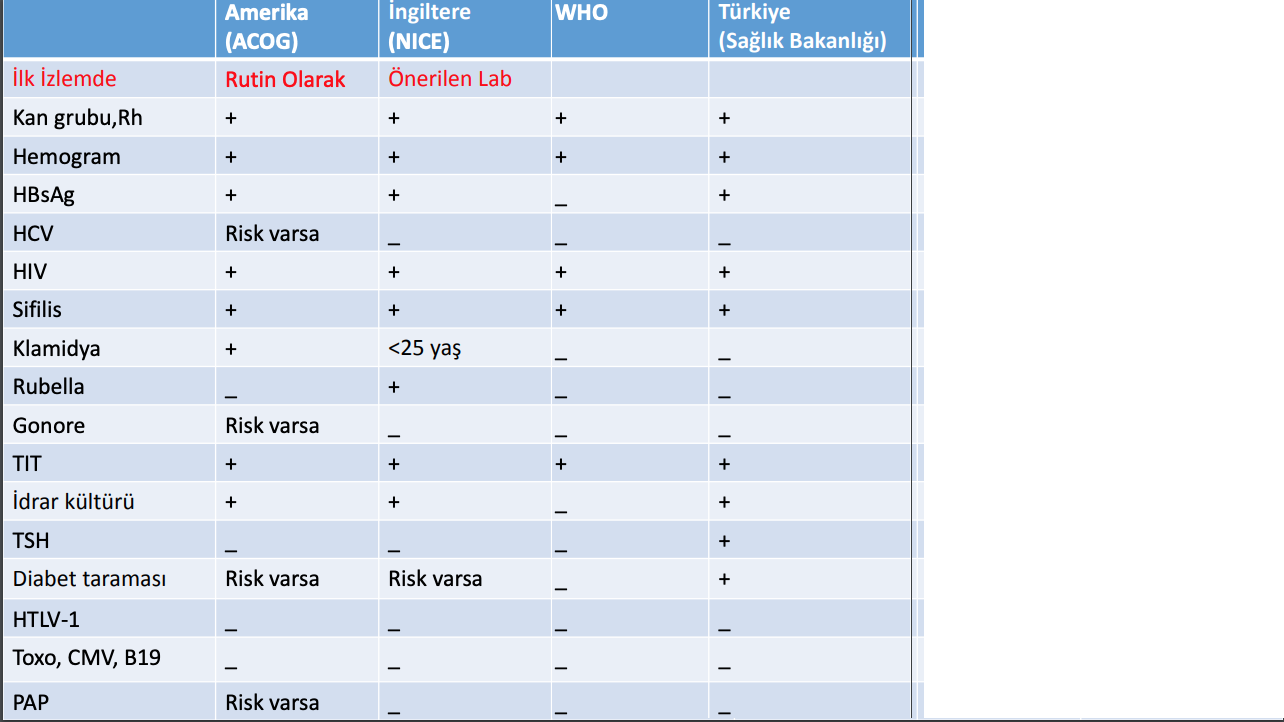 Amerika (ACOG) İngiltere (NICE) WHO Türkiye (Sağlık Bakanlığı)
İlk İzlemde Rutin Olarak Önerilen Lab
Kan grubu,Rh + + + +
Hemogram + + + +
HBsAg + + _ +
HCV Risk varsa _ _ _
HIV + + + +
Sifilis + + + +
Klamidya + <25 yaş _ _
Rubella _ + _ _
Gonore Risk varsa _ _ _
TIT + + + +
İdrar kültürü + + _ +
TSH _ _ _ +
Diabet taraması Risk varsa Risk varsa _ +
HTLV-1 _ _ _ _
Toxo, CMV, B19 _ _ _ _
PAP Risk varsa _ _ _